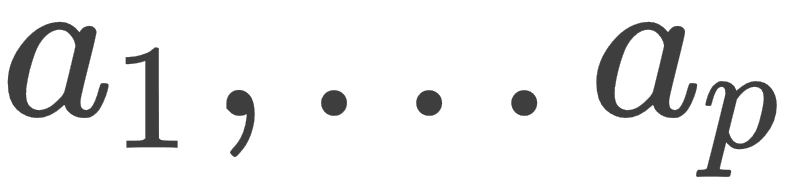 a₁, . . . aₚ